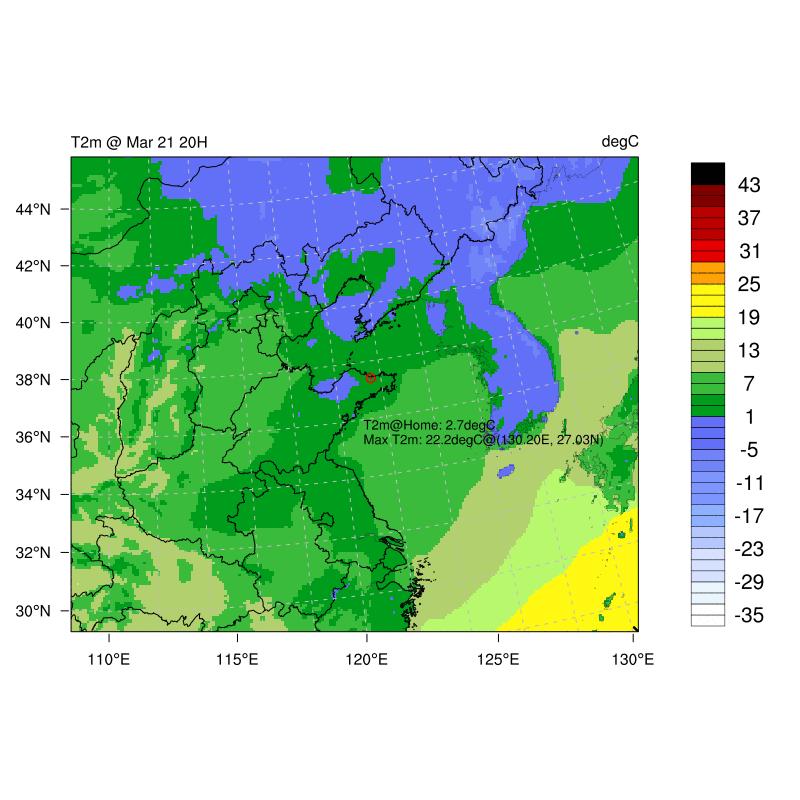 T2m @ Mar 21 20H
degC
44°N
42°N
40°N
38°N
36°N
34°N
32°N
30°N
110°E
115°E
120°E
125°E
130°E
T2m@Home: 2.7degC
Max T2m: 22.2degC@(130.20E, 27.03N)
43
37
31
25
19
13
7
1
-5
-11
-17
-23
-29
-35